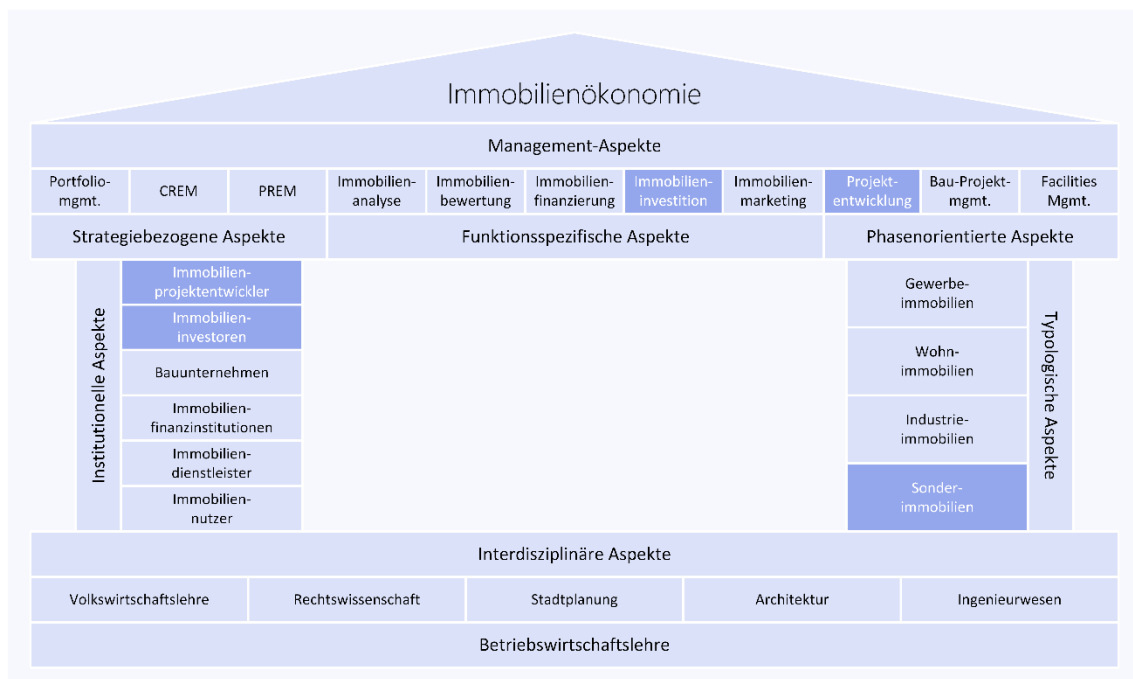 Immobilienökonomie
Management-Aspekte
Portfolio-
mgmt.
CREM
PREM
Immobilien-
analyse
Immobilien-
bewertung
Immobilien-
finanzierung
Immobilien-
investition
Immobilien-
marketing
Projekt-
entwicklung
Bau-Projekt-
mgmt.
Facilities
Mgmt.
Strategiebezogene Aspekte
Funktionsspezifische Aspekte
Phasenorientierte Aspekte
Institutionelle Aspekte
Immobilien-
projektentwickler
Immobilien-
investoren
Bauunternehmen
Immobilien-
finanzinstitutionen
Immobilien-
dienstleister
Immobilien-
nutzer
Gewerbe-
immobilien
Wohn-
immobilien
Industrie-
immobilien
Sonder-
immobilien
Typologische Aspekte
Interdisziplinäre Aspekte
Volkswirtschaftslehre
Rechtswissenschaft
Stadtplanung
Architektur
Ingenieurwesen
Betriebswirtschaftslehre